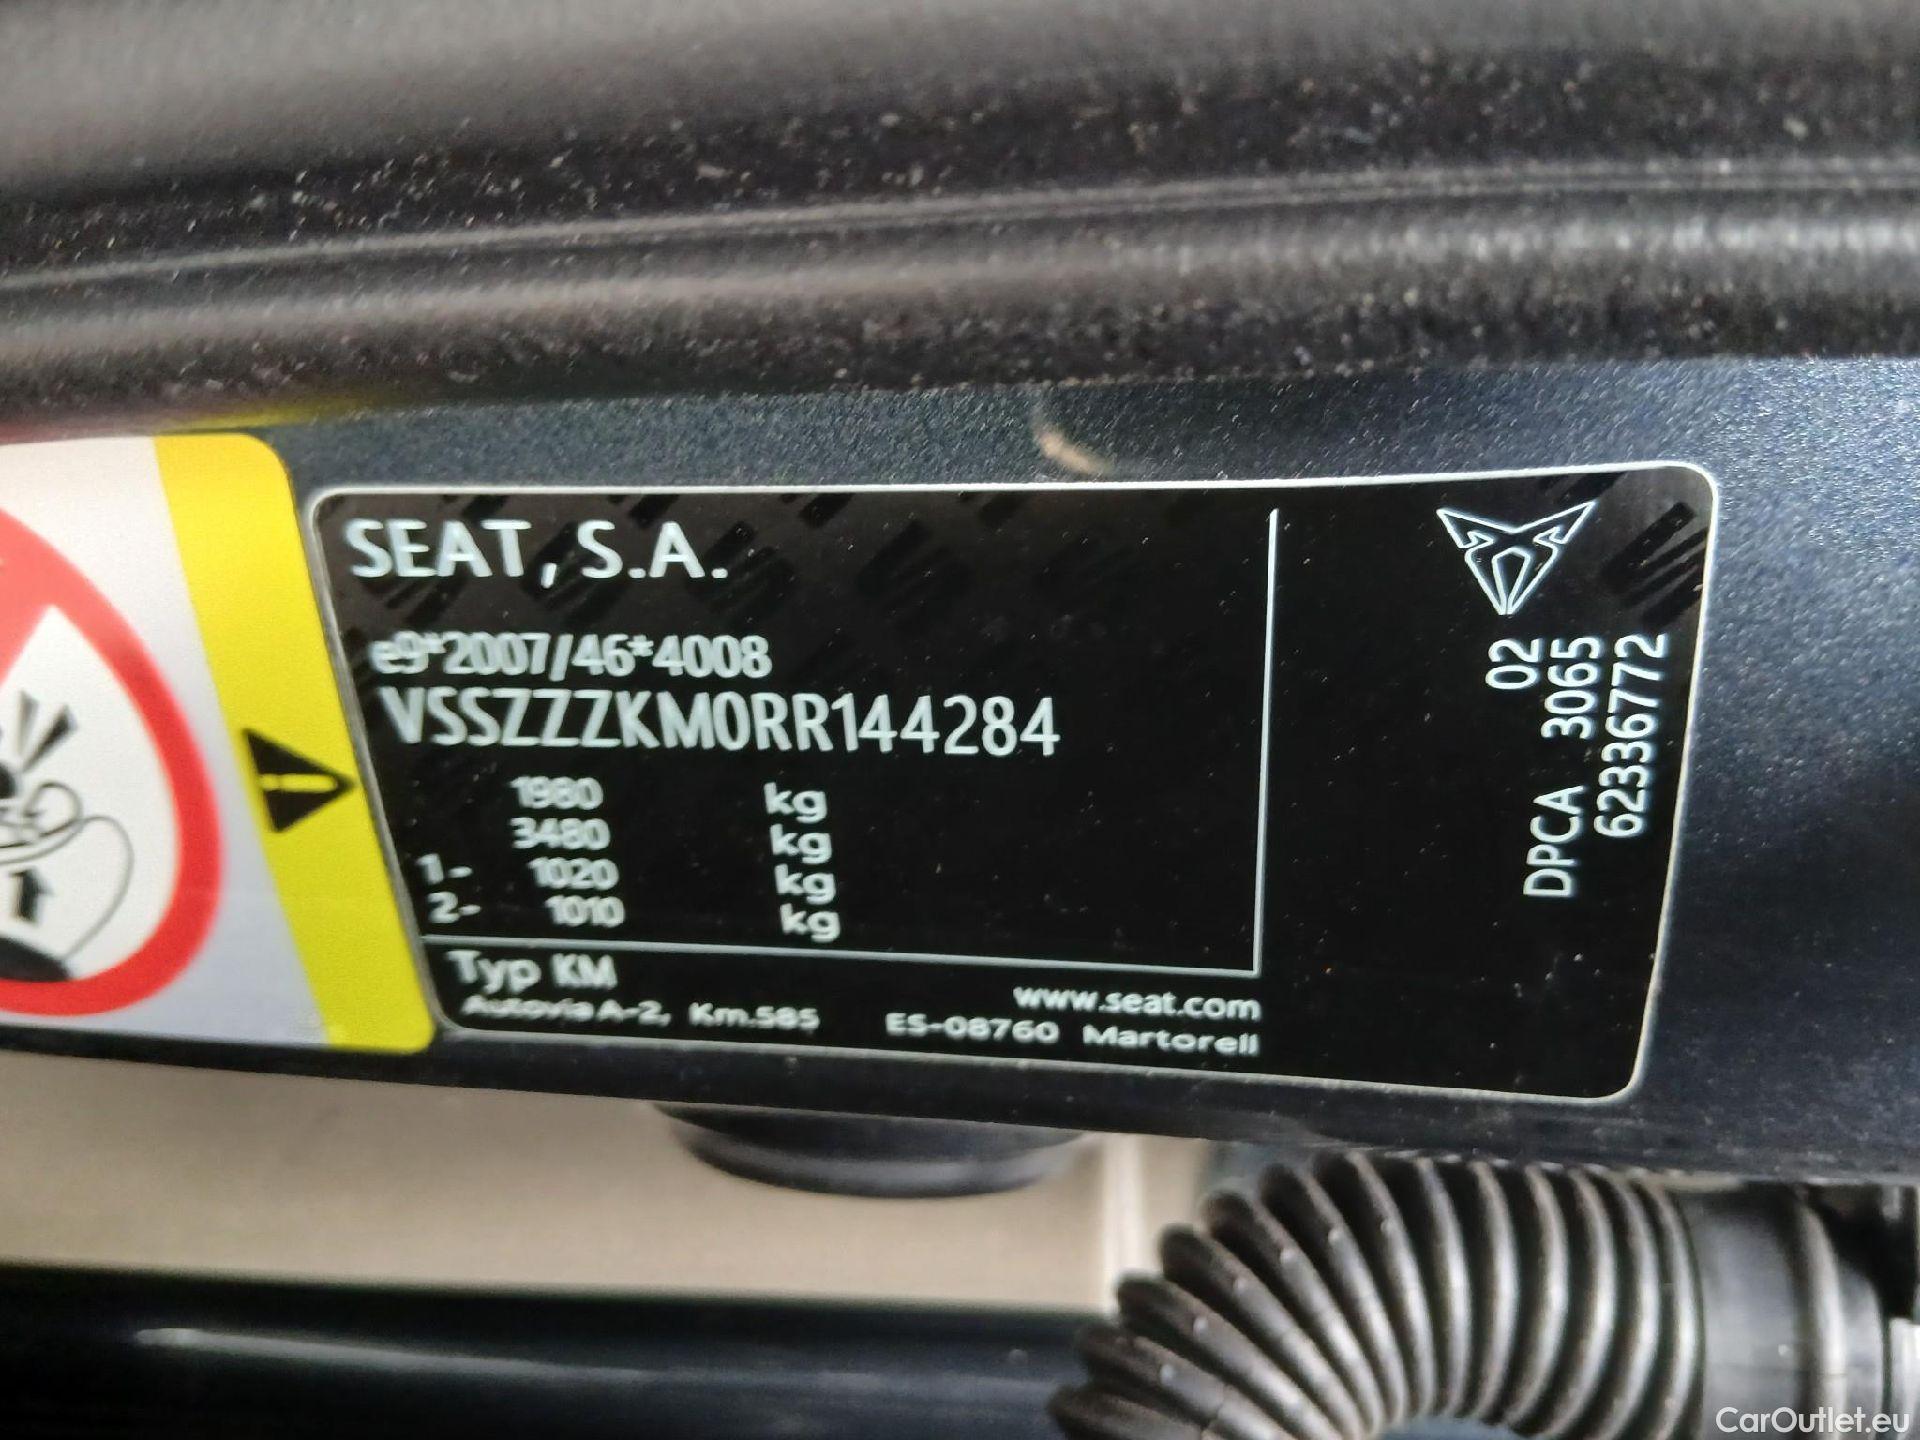 SEAT, S.A.
e9*2007/46*4008
VSSZZZKM0RR144284
1980 kg
3480 kg
1- 1020 kg
2- 1010 kg
Typ KM
www.seat.com
Autovia A-2, Km.585 ES-08760 Martorell
02
DPCA 3065
62336772
CarOutlet.eu